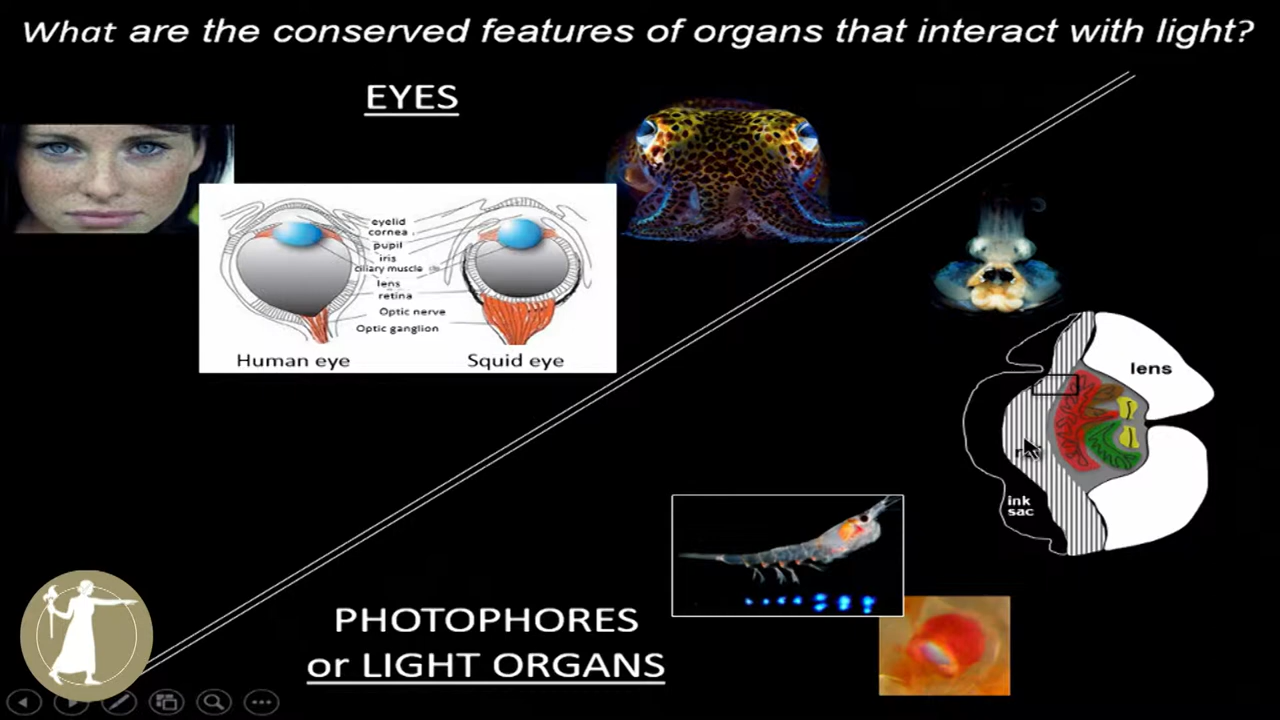 What are the conserved features of organs that interact with light?
EYES
eyelid
cornea
pupil
iris
ciliary muscle
lens
retina
Optic nerve
Optic ganglion
Human eye
Squid eye
lens
ink
sac
PHOTOPHORES
or LIGHT ORGANS